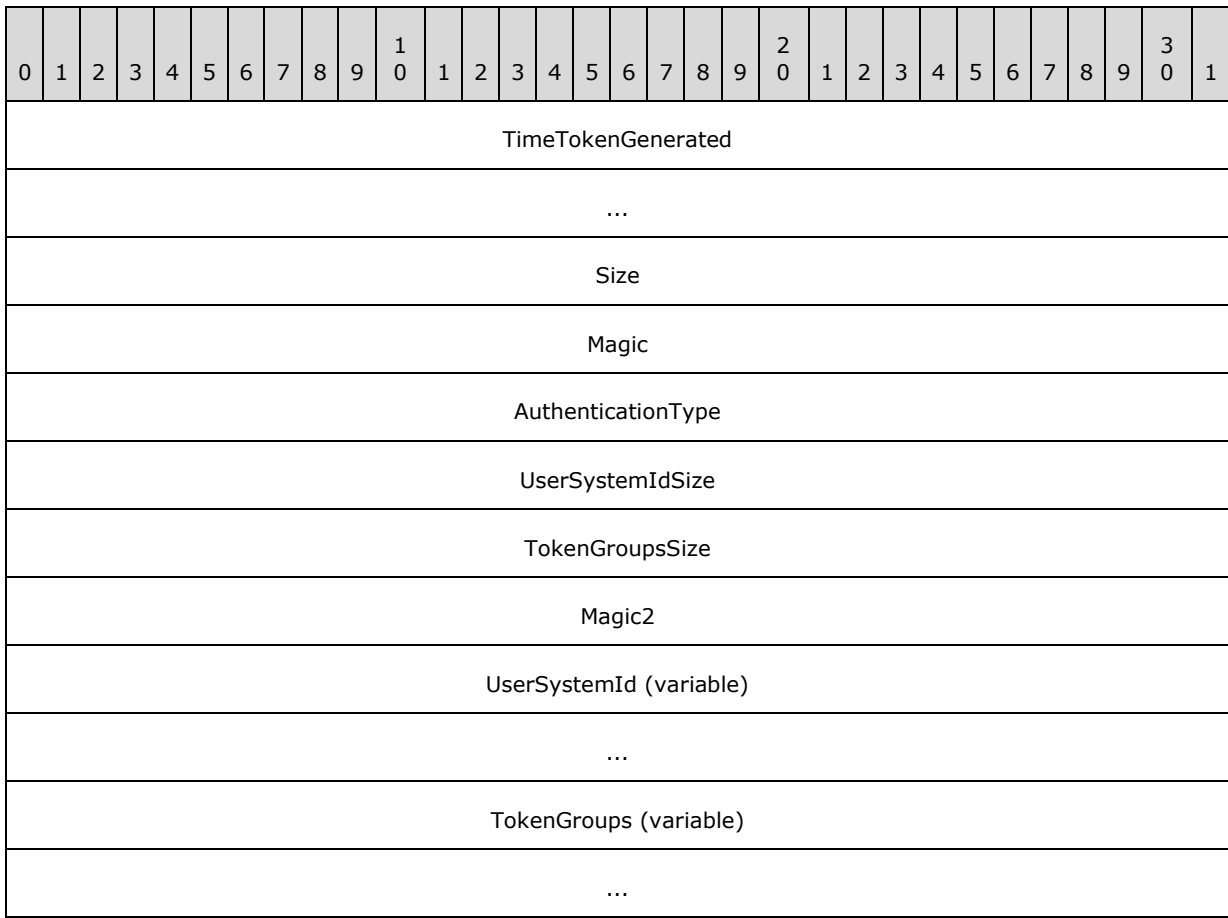 0 1 2 3 4 5 6 7 8 9 1 0 1 2 3 4 5 6 7 8 9 2 0 1 2 3 4 5 6 7 8 9 3 0 1
TimeTokenGenerated
...
Size
Magic
AuthenticationType
UserSystemIdSize
TokenGroupsSize
Magic2
UserSystemId (variable)
...
TokenGroups (variable)
...